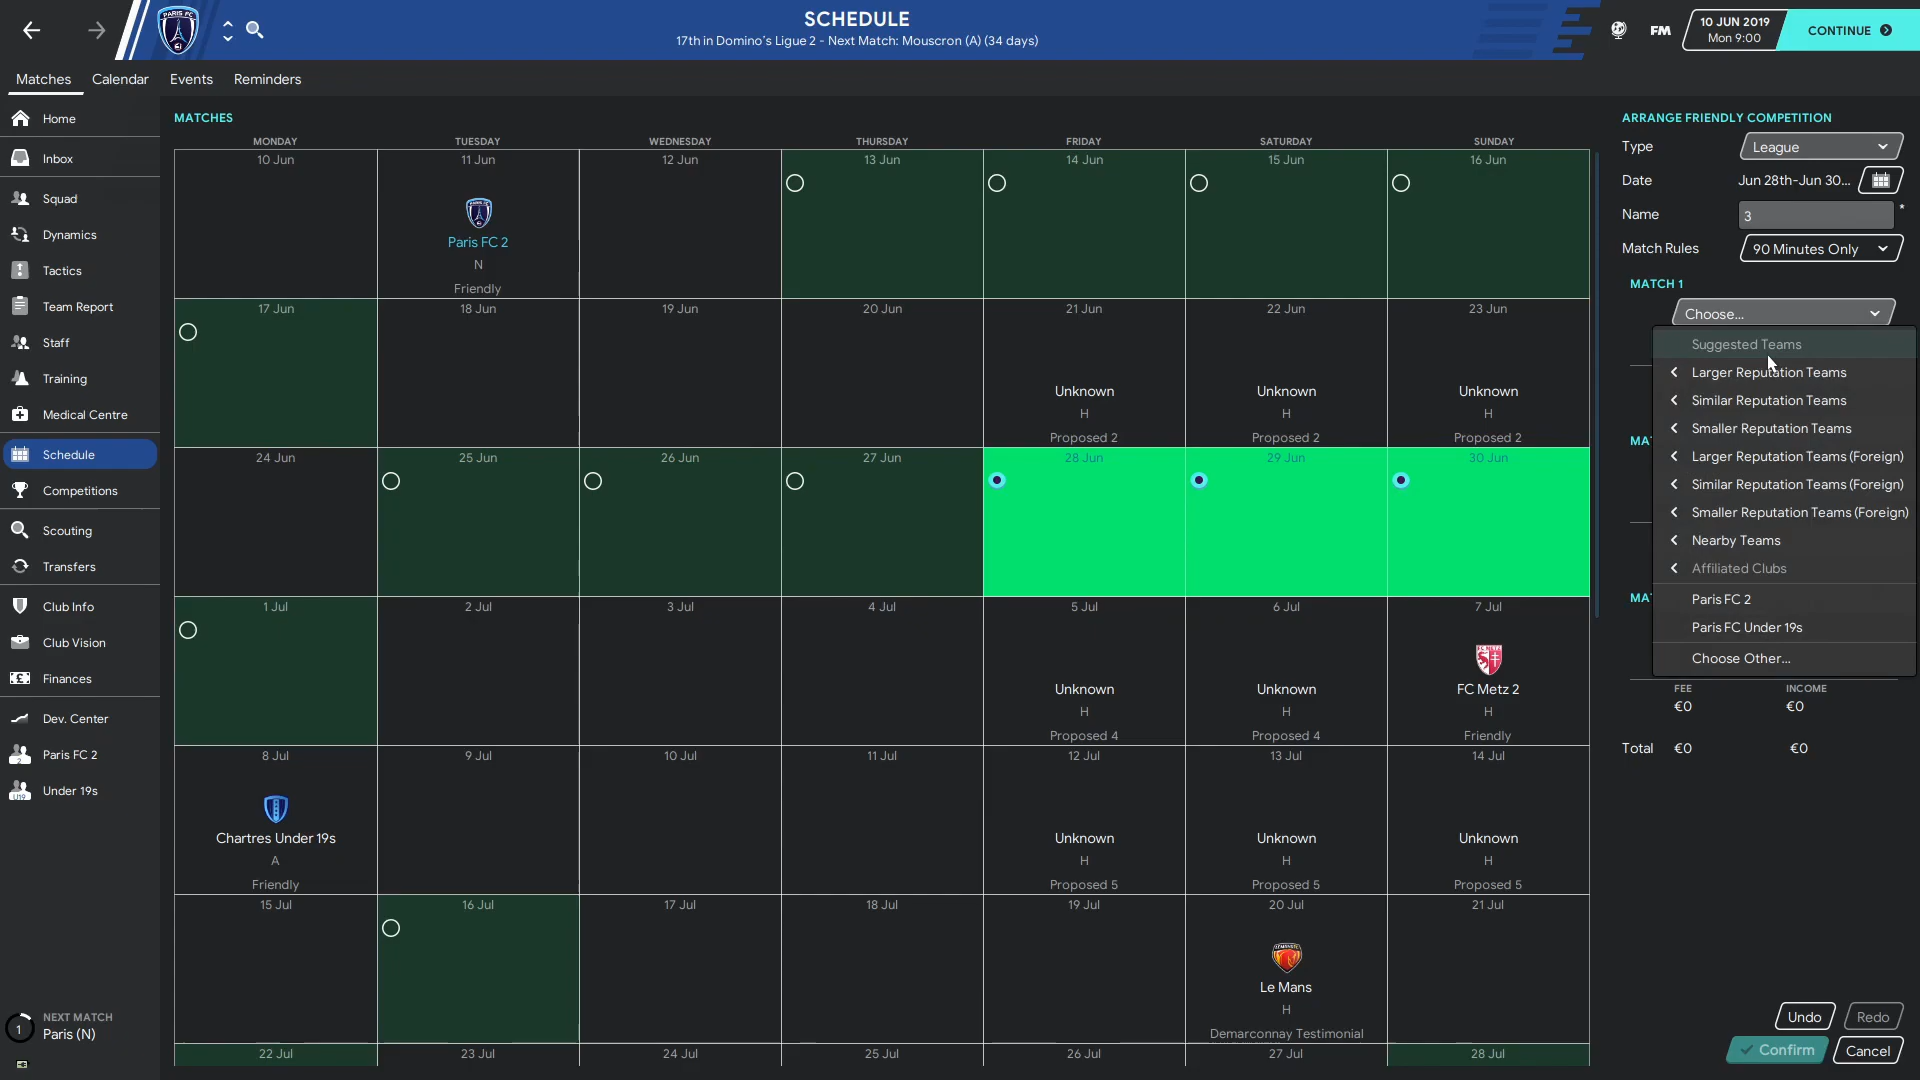 SCHEDULE
17th in Domino's Ligue 2 - Next Match: Mouscron (A) (34 days)
FM
10 JUN 2019
Mon 9:00
CONTINUE
Matches
Calendar
Events
Reminders
Home
Inbox
Squad
Dynamics
Tactics
Team Report
Staff
Training
Medical Centre
Schedule
Competitions
Scouting
Transfers
Club Info
Club Vision
Finances
Dev. Center
Paris FC 2
Under 19s
1
NEXT MATCH
Paris (N)
MATCHES
MONDAY
TUESDAY
WEDNESDAY
THURSDAY
FRIDAY
SATURDAY
SUNDAY
10 Jun
11 Jun
Paris FC 2
N
Friendly
12 Jun
13 Jun
14 Jun
15 Jun
16 Jun
17 Jun
18 Jun
19 Jun
20 Jun
21 Jun
Unknown
H
Proposed 2
22 Jun
Unknown
H
Proposed 2
23 Jun
Unknown
H
Proposed 2
24 Jun
25 Jun
26 Jun
27 Jun
28 Jun
29 Jun
30 Jun
1 Jul
2 Jul
3 Jul
4 Jul
5 Jul
Unknown
H
Proposed 4
6 Jul
Unknown
H
Proposed 4
7 Jul
FC Metz 2
H
Friendly
8 Jul
Chartres Under 19s
A
Friendly
9 Jul
10 Jul
11 Jul
12 Jul
Unknown
H
Proposed 5
13 Jul
Unknown
H
Proposed 5
14 Jul
Unknown
H
Proposed 5
15 Jul
16 Jul
17 Jul
18 Jul
19 Jul
20 Jul
Le Mans
H
Demarconnay Testimonial
21 Jul
22 Jul
23 Jul
24 Jul
25 Jul
26 Jul
27 Jul
28 Jul
ARRANGE FRIENDLY COMPETITION
Type
League
Date
Jun 28th-Jun 30...
Name
3
*
Match Rules
90 Minutes Only
MATCH 1
Choose...
Suggested Teams
Larger Reputation Teams
Similar Reputation Teams
Smaller Reputation Teams
Larger Reputation Teams (Foreign)
Similar Reputation Teams (Foreign)
Smaller Reputation Teams (Foreign)
Nearby Teams
Affiliated Clubs
Paris FC 2
Paris FC Under 19s
Choose Other...
MA
MA
FEE
INCOME
€0
€0
Total
€0
€0
Undo
Redo
Confirm
Cancel